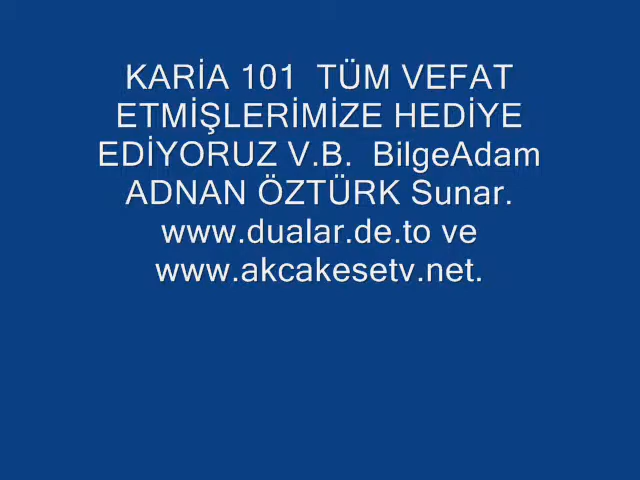 KARİA 101  TÜM VEFAT
ETMİŞLERİMİZE HEDİYE
EDİYORUZ V.B.  BilgeAdam
ADNAN ÖZTÜRK Sunar.
www.dualar.de.to ve
www.akcakesetv.net.